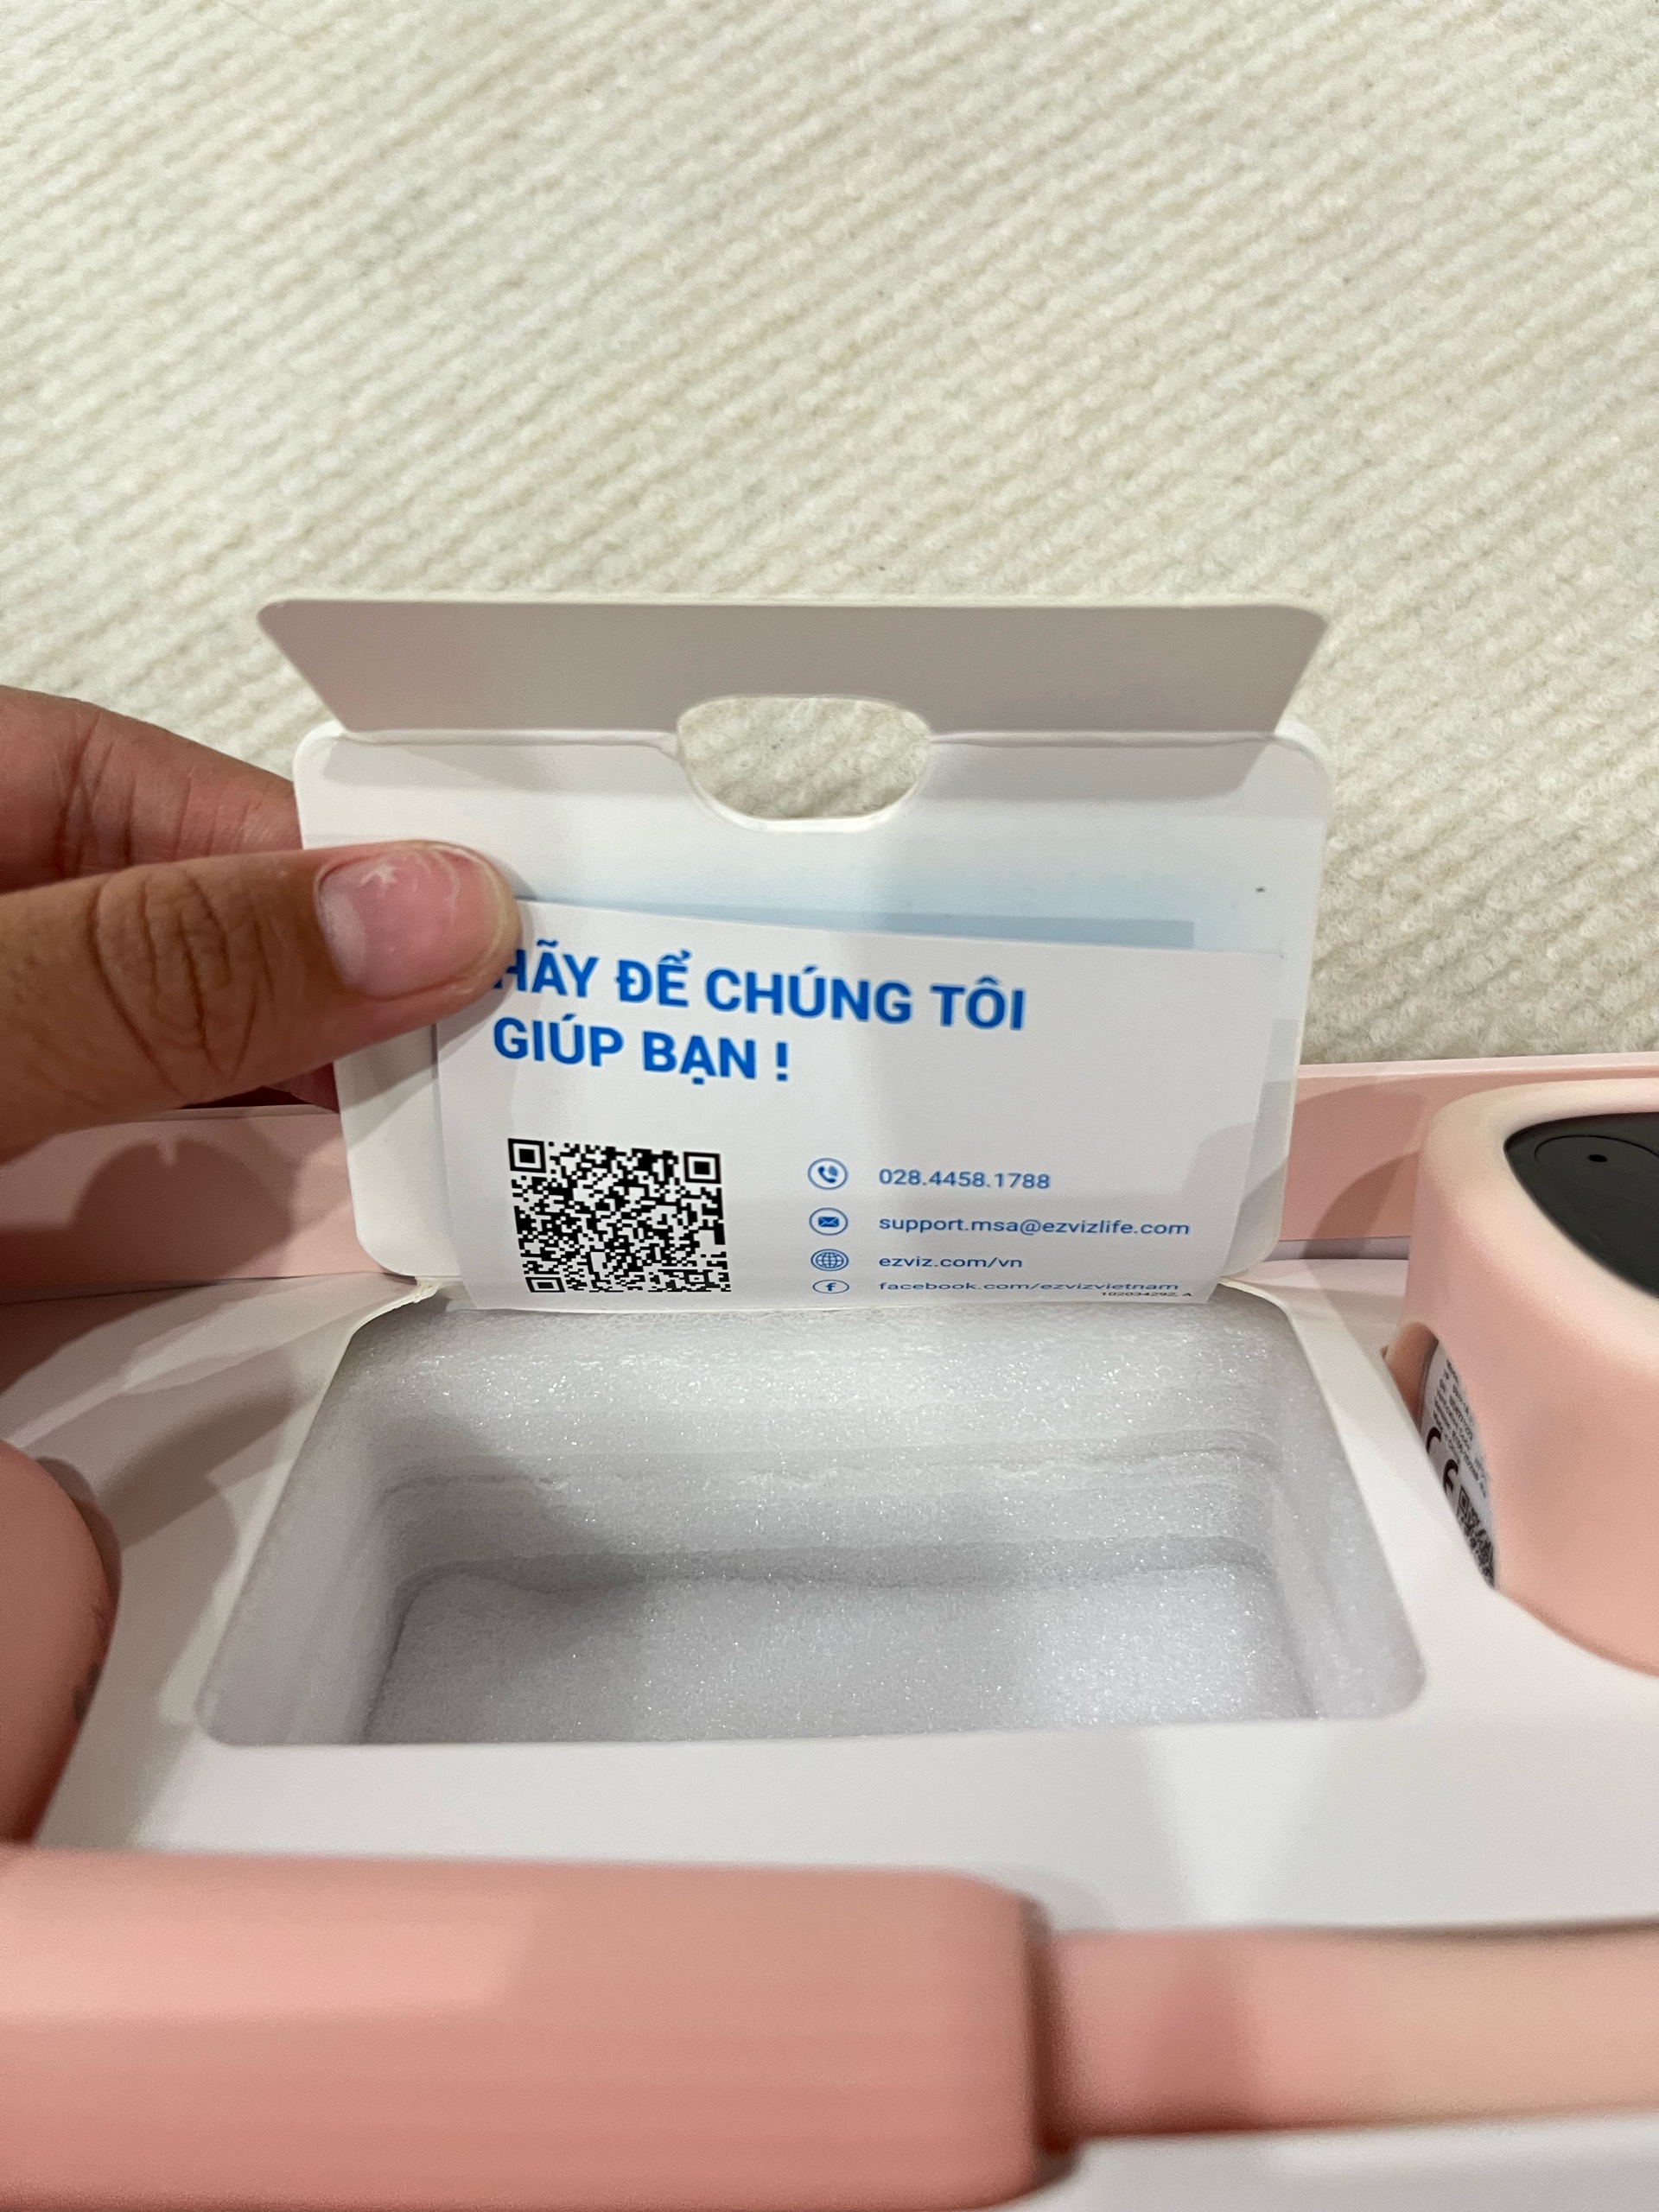 HÃY ĐỂ CHÚNG TÔI
GIÚP BẠN !
028.4458.1788
support.msa@ezvizlife.com
ezviz.com/vn
facebook.com/ezvizvietnam
CE